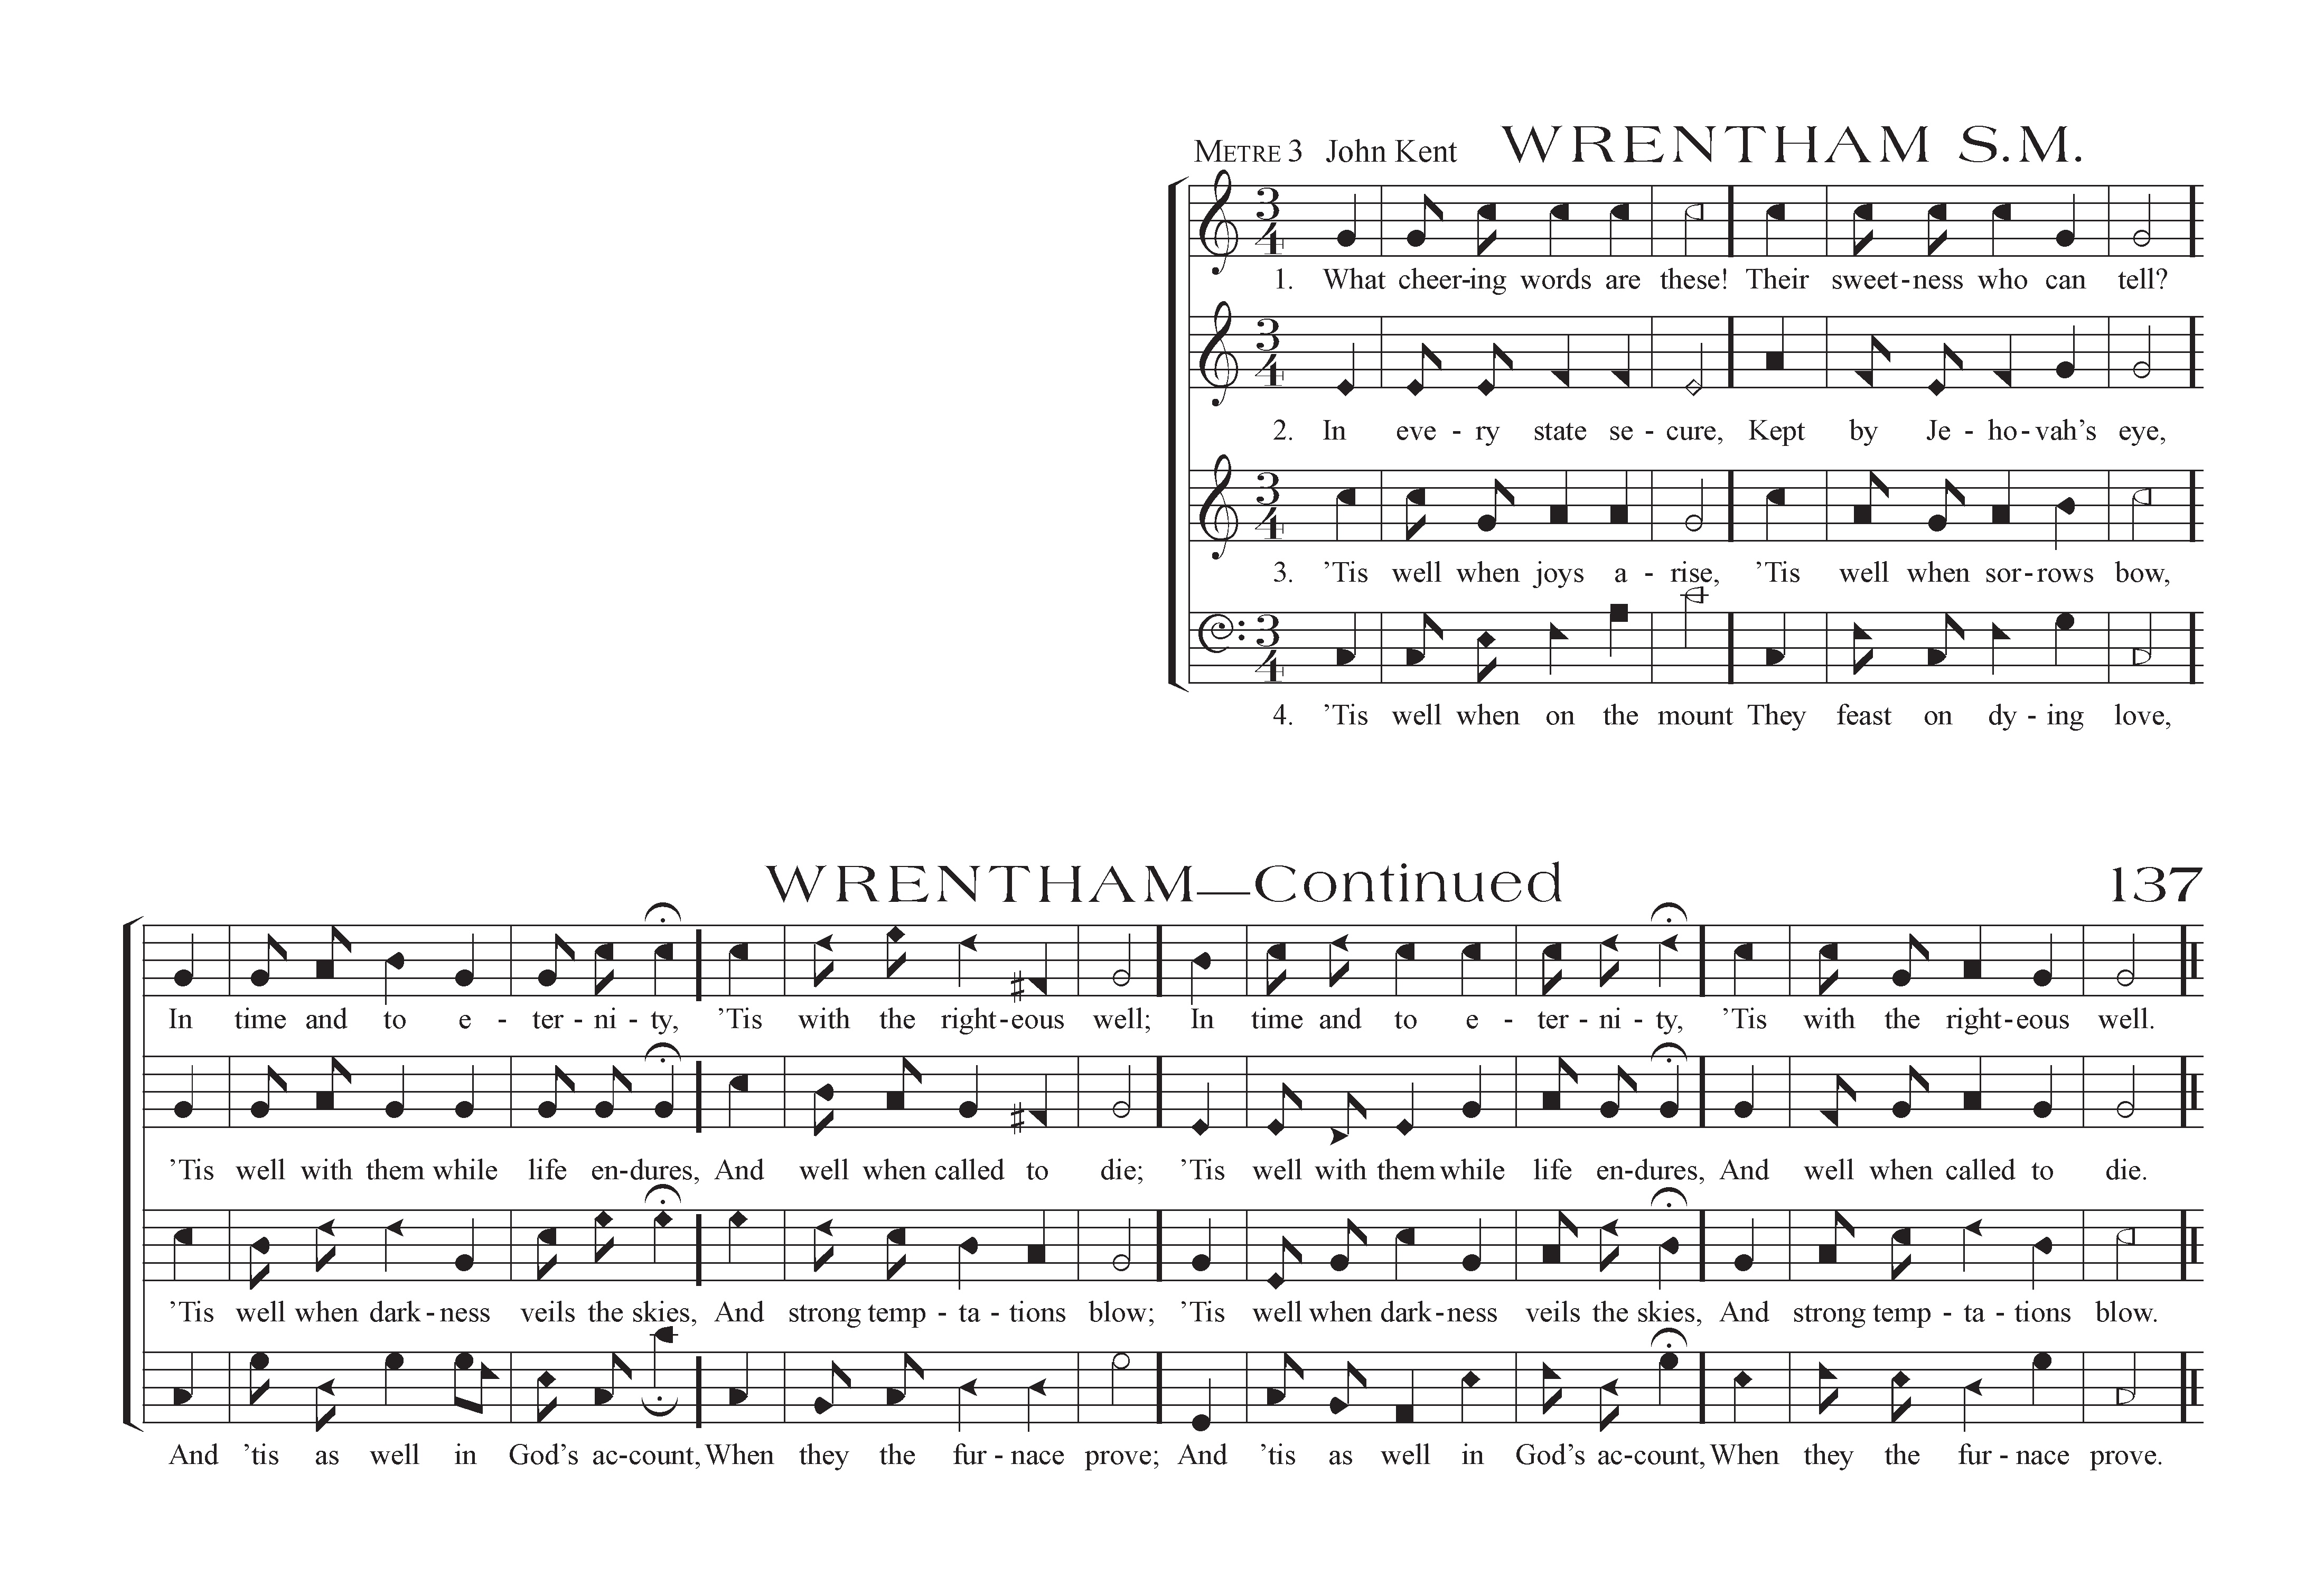 METRE 3 John Kent WRENTHAM S.M.
3 4
1. What cheer-ing words are these! Their sweet-ness who can tell?
3 4
2. In eve - ry state se - cure, Kept by Je - ho - vah’s eye,
3 4
3. ’Tis well when joys a - rise, ’Tis well when sor - rows bow,
3 4
4. ’Tis well when on the mount They feast on dy - ing love,
WRENTHAM—Continued 137
In time and to e - ter - ni - ty, ’Tis with the right-eous well; In time and to e - ter - ni - ty, ’Tis with the right-eous well.
’Tis well with them while life en-dures, And well when called to die; ’Tis well with them while life en-dures, And well when called to die.
’Tis well when dark - ness veils the skies, And strong temp - ta - tions blow; ’Tis well when dark - ness veils the skies, And strong temp - ta - tions blow.
And ’tis as well in God’s ac-count, When they the fur - nace prove; And ’tis as well in God’s ac-count, When they the fur - nace prove.